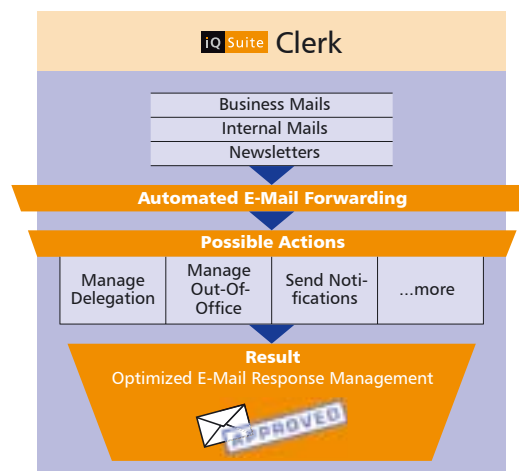 iQ Suite Clerk
Business Mails
Internal Mails
Newsletters
Automated E-Mail Forwarding
Possible Actions
Manage
Delegation
Manage
Out-Of-
Office
Send Noti-
fications
...more
Result
Optimized E-Mail Response Management
APPROVED